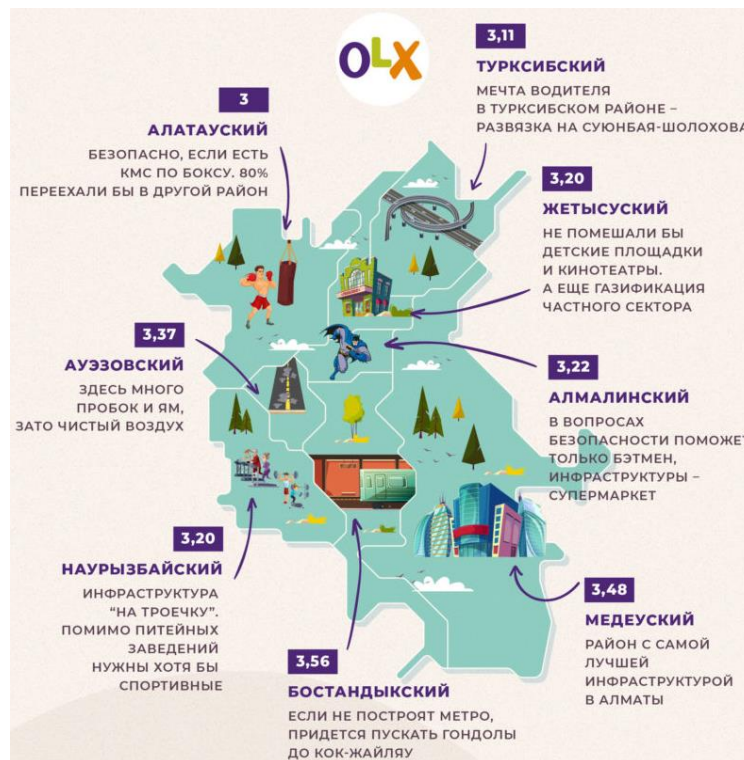 OLX
3,11
ТУРКСИБСКИЙ
МЕЧТА ВОДИТЕЛЯ
В ТУРКСИБСКОМ РАЙОНЕ –
РАЗВЯЗКА НА СУЮНБАЯ-ШОЛОХОВА
3
АЛАТАУСКИЙ
БЕЗОПАСНО, ЕСЛИ ЕСТЬ
КМС ПО БОКСУ. 80%
ПЕРЕЕХАЛИ БЫ В ДРУГОЙ РАЙОН
3,20
ЖЕТЫСУСКИЙ
НЕ ПОМЕШАЛИ БЫ
ДЕТСКИЕ ПЛОЩАДКИ
И КИНОТЕАТРЫ.
А ЕЩЕ ГАЗИФИКАЦИЯ
ЧАСТНОГО СЕКТОРА
3,37
АУЭЗОВСКИЙ
ЗДЕСЬ МНОГО
ПРОБОК И ЯМ,
ЗАТО ЧИСТЫЙ ВОЗДУХ
3,22
АЛМАЛИНСКИЙ
В ВОПРОСАХ
БЕЗОПАСНОСТИ ПОМОЖЕТ
ТОЛЬКО БЭТМЕН,
ИНФРАСТРУКТУРЫ –
СУПЕРМАРКЕТ
3,20
НАУРЫЗБАЙСКИЙ
ИНФРАСТРУКТУРА
“НА ТРОЕЧКУ”.
ПОМИМО ПИТЕЙНЫХ
ЗАВЕДЕНИЙ
НУЖНЫ ХОТЯ БЫ
СПОРТИВНЫЕ
3,48
МЕДЕУСКИЙ
РАЙОН С САМОЙ
ЛУЧШЕЙ
ИНФРАСТРУКТУРОЙ
В АЛМАТЫ
3,56
БОСТАНДЫКСКИЙ
ЕСЛИ НЕ ПОСТРОЯТ МЕТРО,
ПРИДЕТСЯ ПУСКАТЬ ГОНДОЛЫ
ДО КОК-ЖАЙЛЯУ